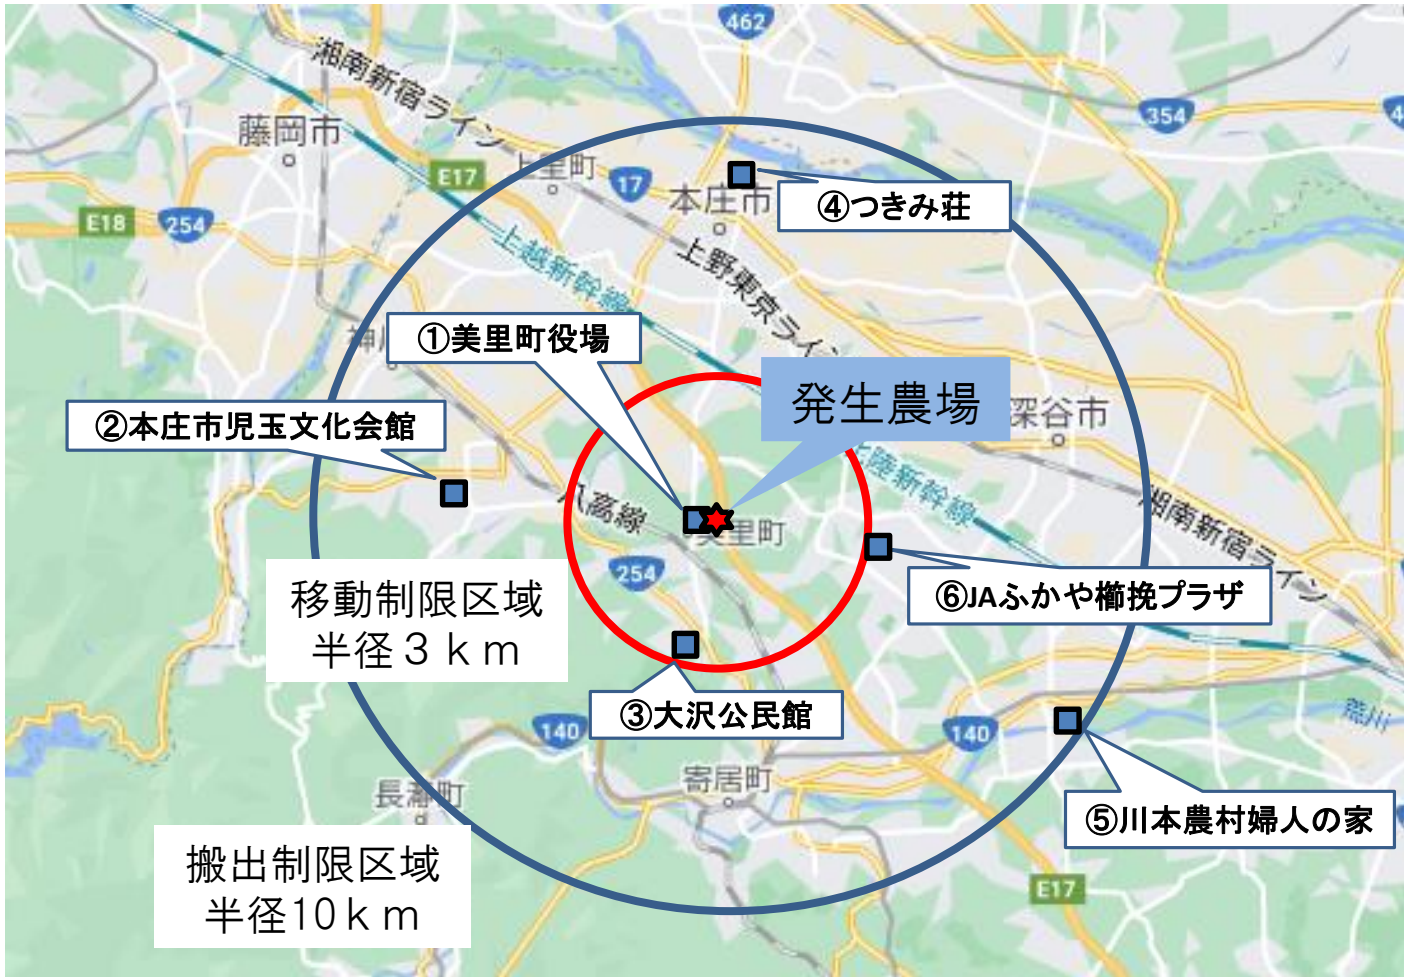 462
湘南新宿ライン
354
藤岡市
上里町
E17
17
本庄市
④つきみ荘
E18
254
上越新幹線
上野東京ライン
①美里町役場
発生農場
②本庄市児玉文化会館
深谷市
北陸新幹線
八高線
美里町
湘南新宿ライン
254
⑥JAふかや櫛挽プラザ
移動制限区域
半径３ｋｍ
③大沢公民館
荒川
140
140
寄居町
長瀞町
⑤川本農村婦人の家
搬出制限区域
半径10ｋｍ
E17